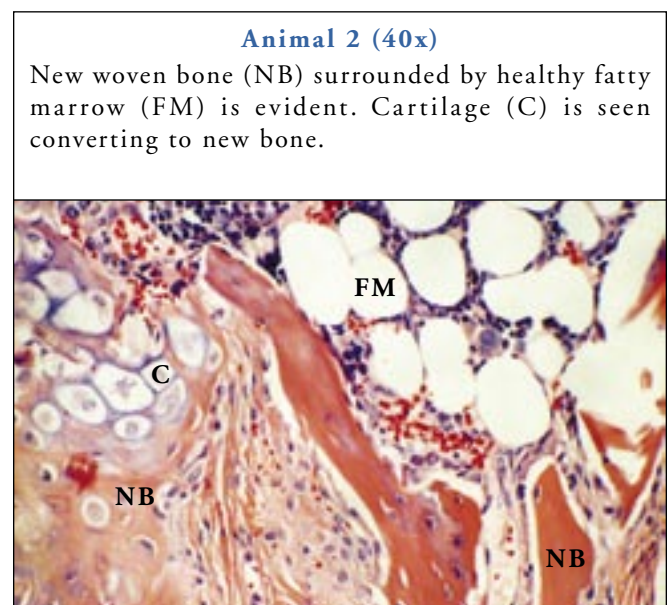 Animal 2 (40x)
New woven bone (NB) surrounded by healthy fatty
marrow (FM) is evident. Cartilage (C) is seen
converting to new bone.
FM
C
NB
NB